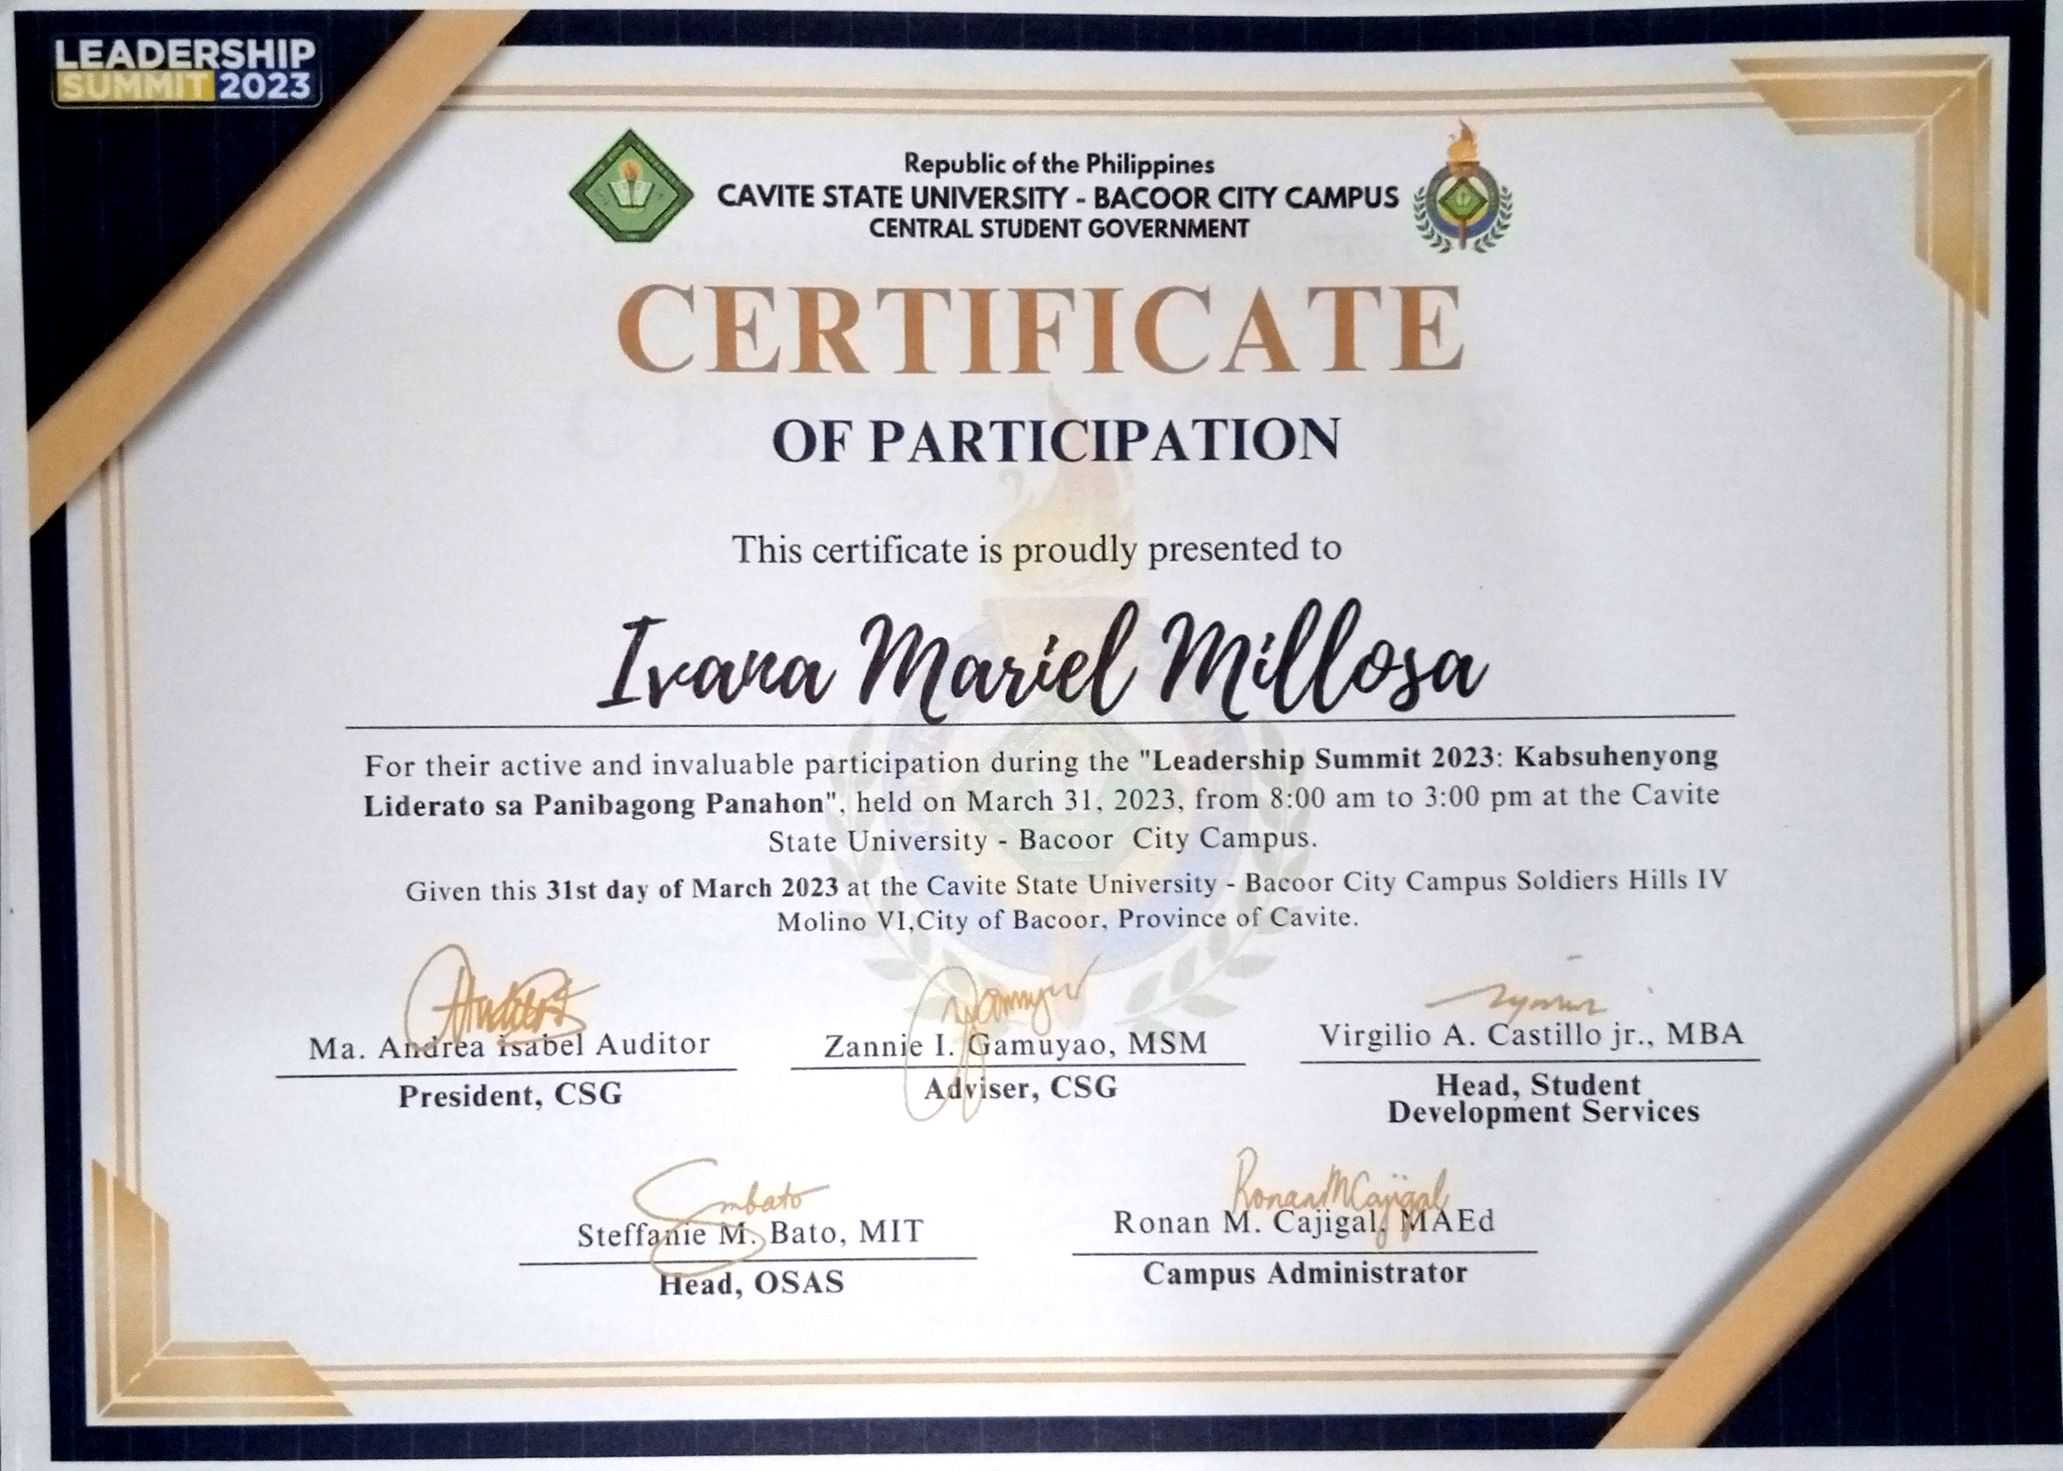 LEADERSHIP
SUMMIT 2023
Republic of the Philippines
CAVITE STATE UNIVERSITY - BACOOR CITY CAMPUS
CENTRAL STUDENT GOVERNMENT
CERTIFICATE
OF PARTICIPATION
This certificate is proudly presented to
Ivana Mariel Millosa
For their active and invaluable participation during the "Leadership Summit 2023: Kabsuhenyong
Liderato sa Panibagong Panahon", held on March 31, 2023, from 8:00 am to 3:00 pm at the Cavite
State University - Bacoor City Campus.
Given this 31st day of March 2023 at the Cavite State University - Bacoor City Campus Soldiers Hills IV
Molino VI,City of Bacoor, Province of Cavite.
Ma. Andrea Isabel Auditor
President, CSG
Zannie I. Gamuyao, MSM
Adviser, CSG
Virgilio A. Castillo jr., MBA
Head, Student
Development Services
Smbato
Steffanie M. Bato, MIT
Head, OSAS
Ronan M Cajigal
Ronan M. Cajigal, MAEd
Campus Administrator